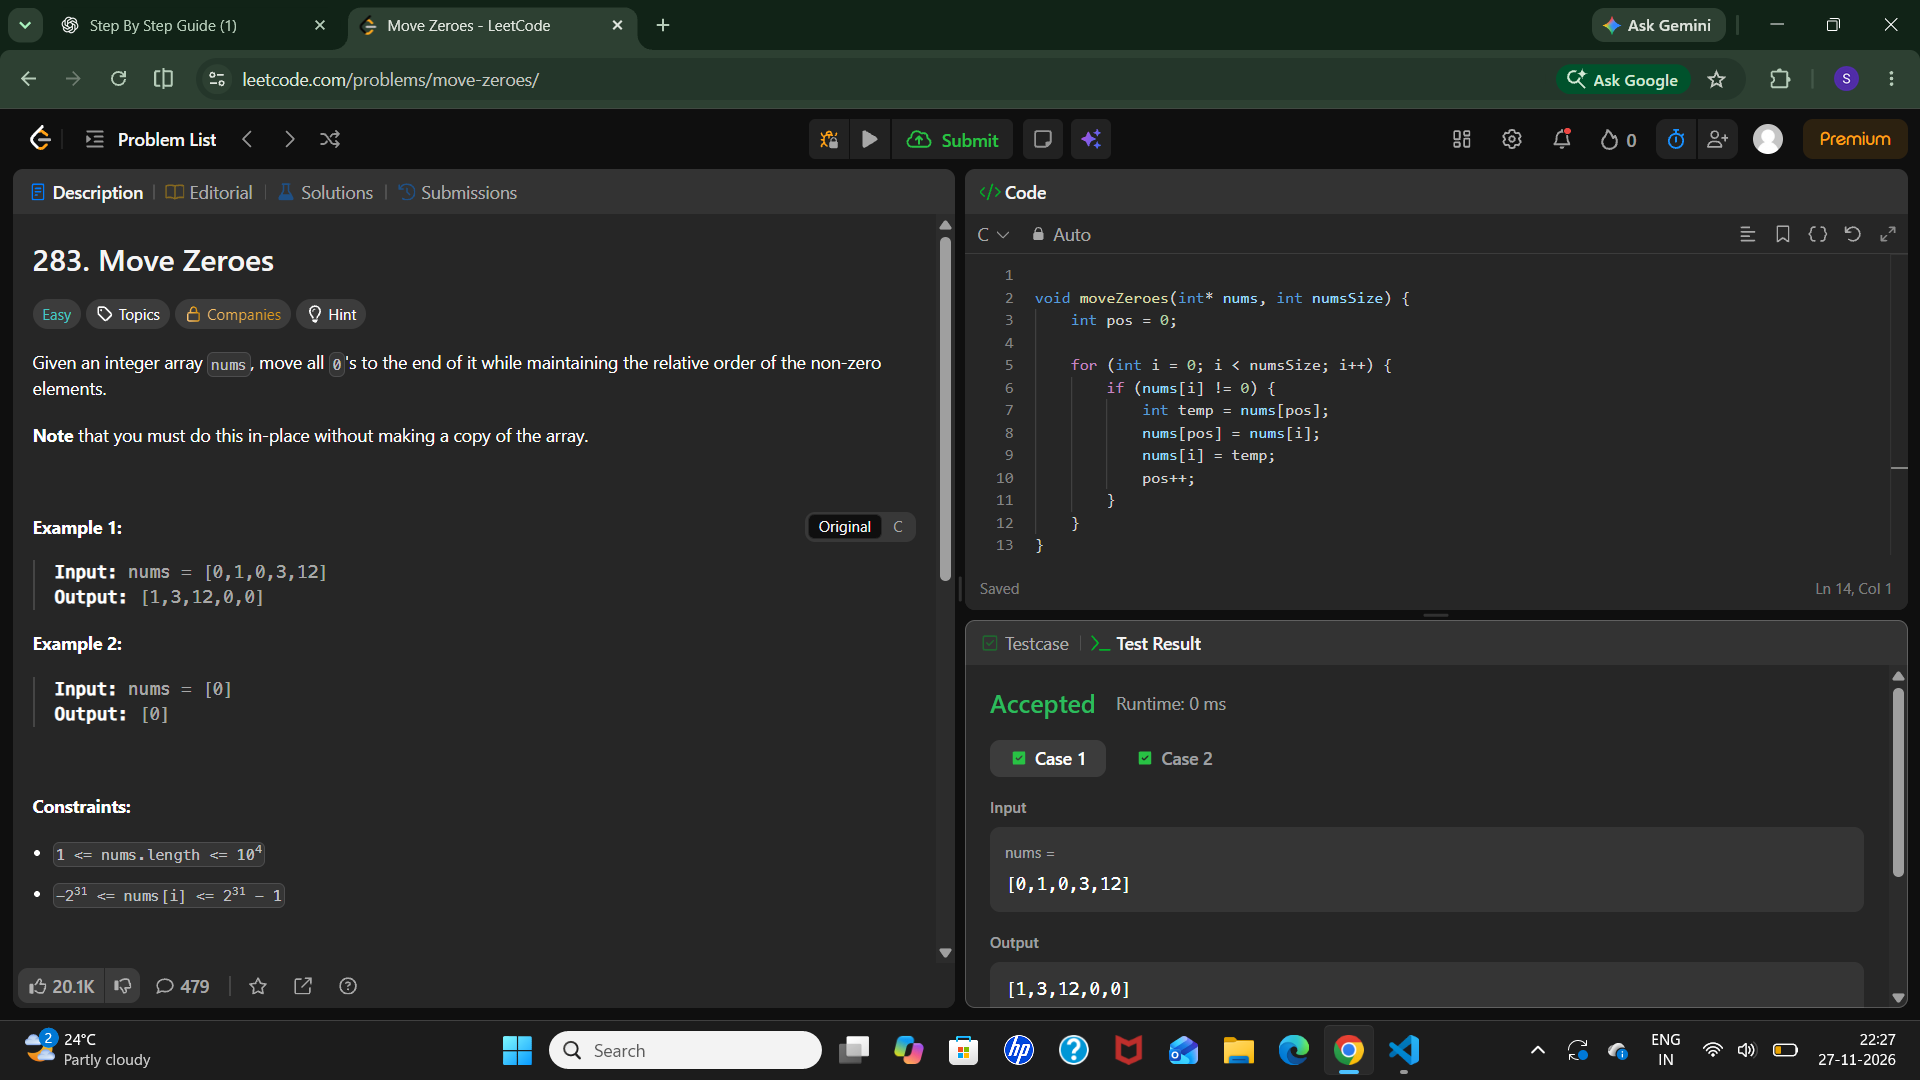 Step By Step Guide (1)
Move Zeroes - LeetCode
Ask Gemini
leetcode.com/problems/move-zeroes/
Ask Google
S
Problem List
Submit
0
Premium
Description
Editorial
Solutions
Submissions
283. Move Zeroes
Easy
Topics
Companies
Hint
Given an integer array nums, move all 0's to the end of it while maintaining the relative order of the non-zero
elements.
Note that you must do this in-place without making a copy of the array.
Example 1:
Original C
Input: nums = [0,1,0,3,12]
Output: [1,3,12,0,0]
Example 2:
Input: nums = [0]
Output: [0]
Constraints:
• 1 <= nums.length <= 10⁴
• -2³¹ <= nums[i] <= 2³¹ - 1
20.1K
479
</> Code
C
Auto
1
2 void moveZeroes(int* nums, int numsSize) {
3 int pos = 0;
4
5 for (int i = 0; i < numsSize; i++) {
6 if (nums[i] != 0) {
7 int temp = nums[pos];
8 nums[pos] = nums[i];
9 nums[i] = temp;
10 pos++;
11 }
12 }
13 }
Saved
Ln 14, Col 1
Testcase
>_ Test Result
Accepted
Runtime: 0 ms
Case 1
Case 2
Input
nums =
[0,1,0,3,12]
Output
[1,3,12,0,0]
2
24°C
Partly cloudy
Search
hp
ENG
IN
22:27
27-11-2026